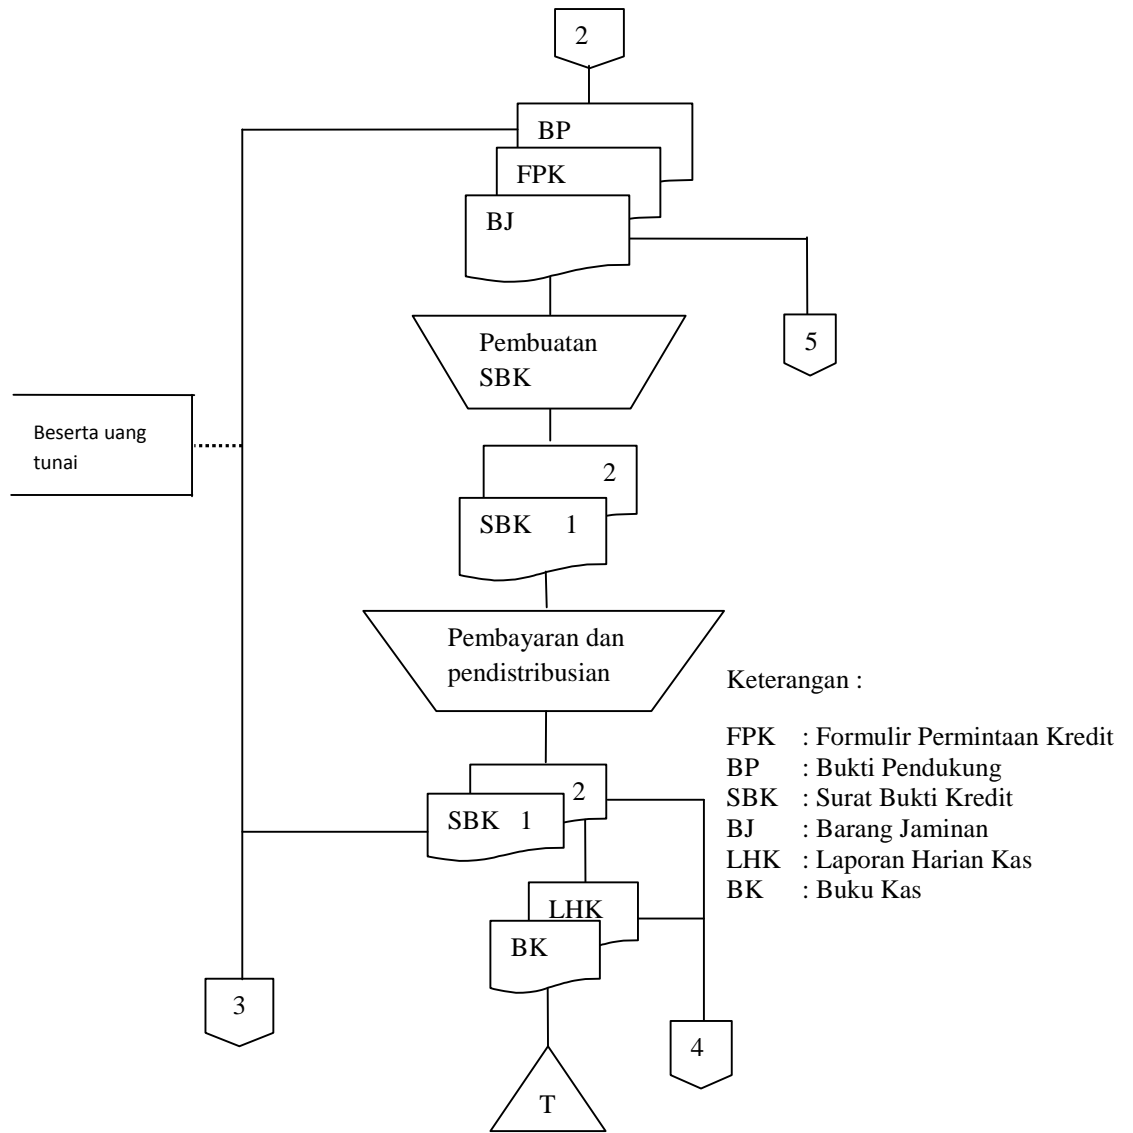 2
BP
FPK
BJ
5
Pembuatan
SBK
Beserta uang
tunai
2
SBK 1
Pembayaran dan
pendistribusian
Keterangan :
FPK : Formulir Permintaan Kredit
BP : Bukti Pendukung
SBK : Surat Bukti Kredit
BJ : Barang Jaminan
LHK : Laporan Harian Kas
BK : Buku Kas
2
SBK 1
LHK
BK
3
4
T